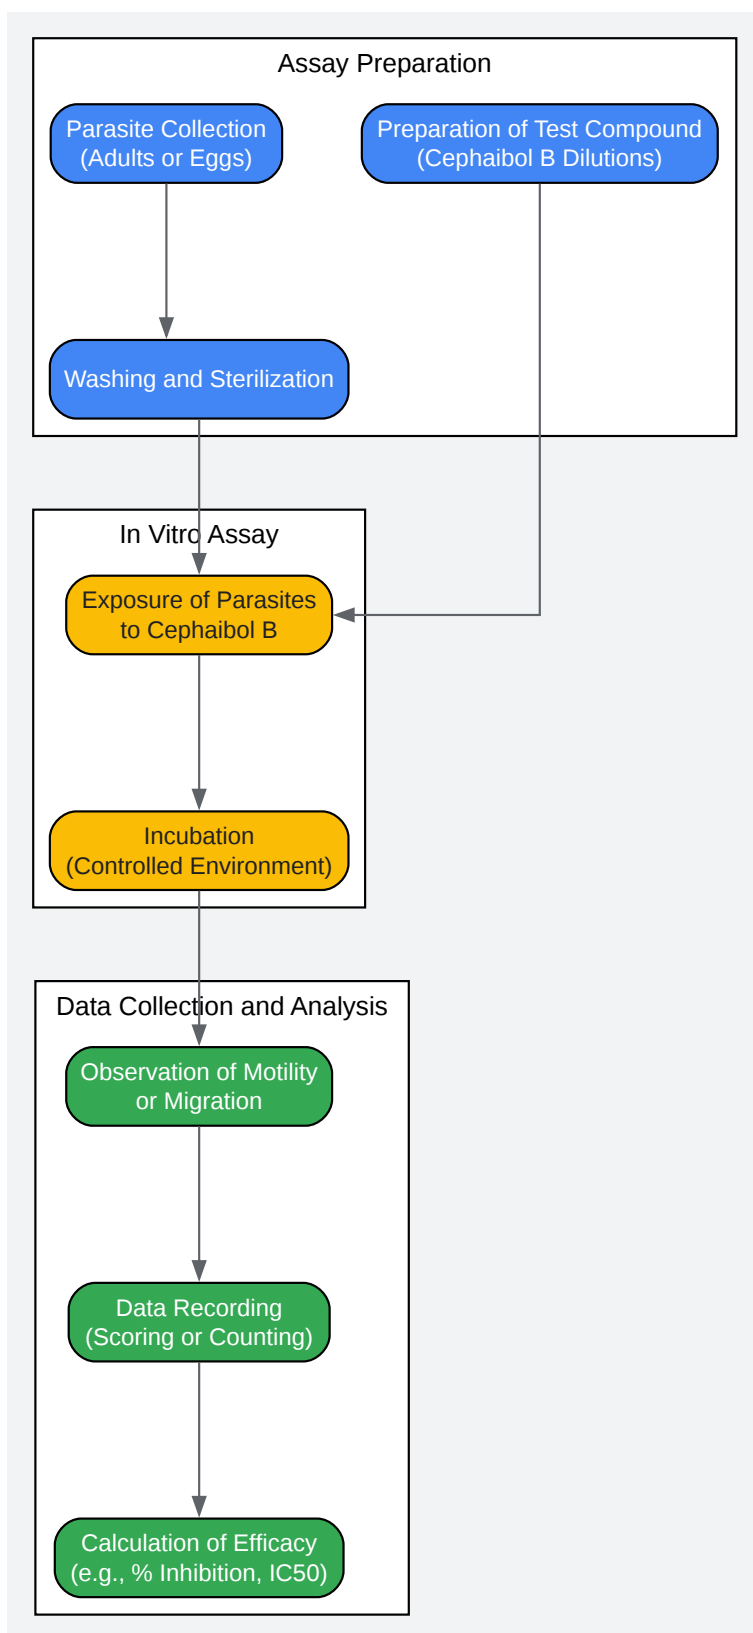 Assay Preparation
Parasite Collection
(Adults or Eggs)
Preparation of Test Compound
(Cephaibol B Dilutions)
Washing and Sterilization
In Vitro Assay
Exposure of Parasites
to Cephaibol B
Incubation
(Controlled Environment)
Data Collection and Analysis
Observation of Motility
or Migration
Data Recording
(Scoring or Counting)
Calculation of Efficacy
(e.g., % Inhibition, IC50)